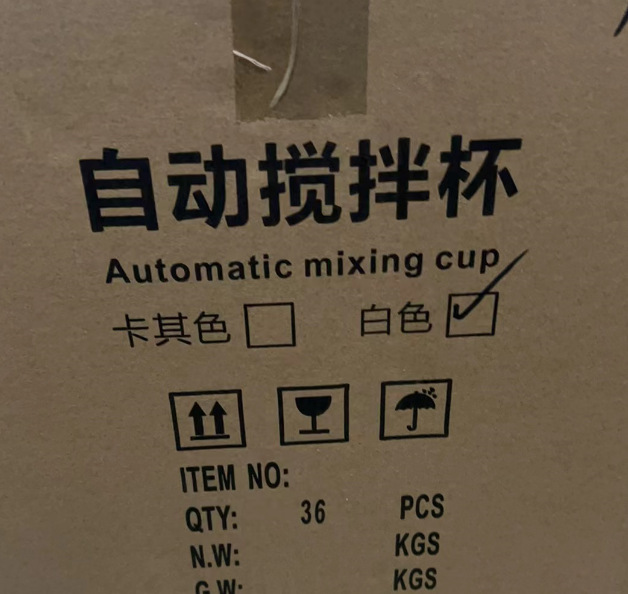 自动搅拌杯
Automatic mixing cup
卡其色 白色
ITEM NO:
QTY: 36 PCS
N.W: KGS
G.W: KGS